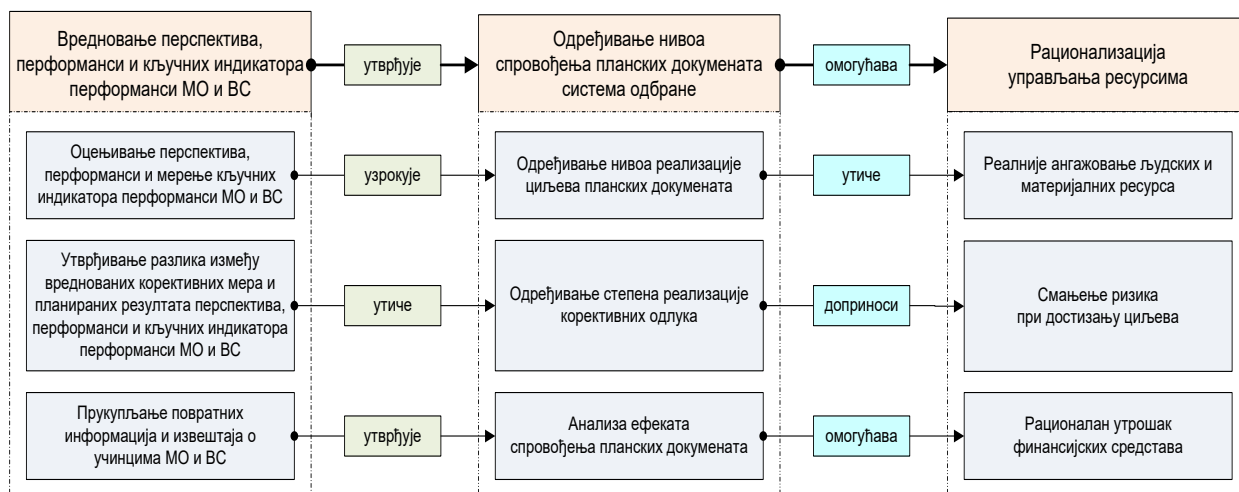 Вредновање перспектива,
перформанси и кључних индикатора
перформанси МО и ВС
утврђује
Одређивање нивоа
спровођења планских докумената
система одбране
омогућава
Рационализација
управљања ресурсима
Оцењивање перспектива,
перформанси и мерење кључних
индикатора перформанси МО и ВС
узрокује
Одређивање нивоа реализације
циљева планских докумената
утиче
Реалније ангажовање људских и
материјалних ресурса
Утврђивање разлика између
вреднованих корективних мера и
планираних резултата перспектива,
перформанси и кључних индикатора
перформанси МО и ВС
утиче
Одређивање степена реализације
корективних одлука
доприноси
Смањење ризика
при достизању циљева
Прукупљање повратних
информација и извештаја о
учинцима МО и ВС
утврђује
Анализа ефеката
спровођења планских докумената
омогућава
Рационалан утрошак
финансијских средстава